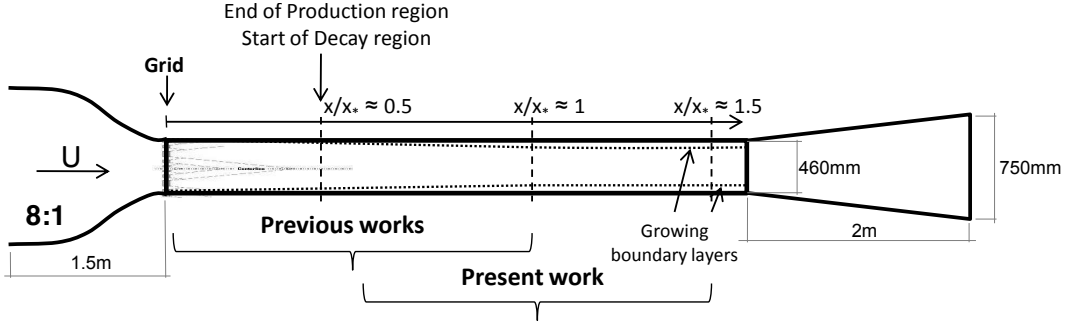 End of Production region
Start of Decay region
Grid
x/x* ≈ 0.5
x/x* ≈ 1
x/x* ≈ 1.5
U
Centerline
460mm
750mm
8:1
Previous works
Growing
boundary layers
2m
1.5m
Present work